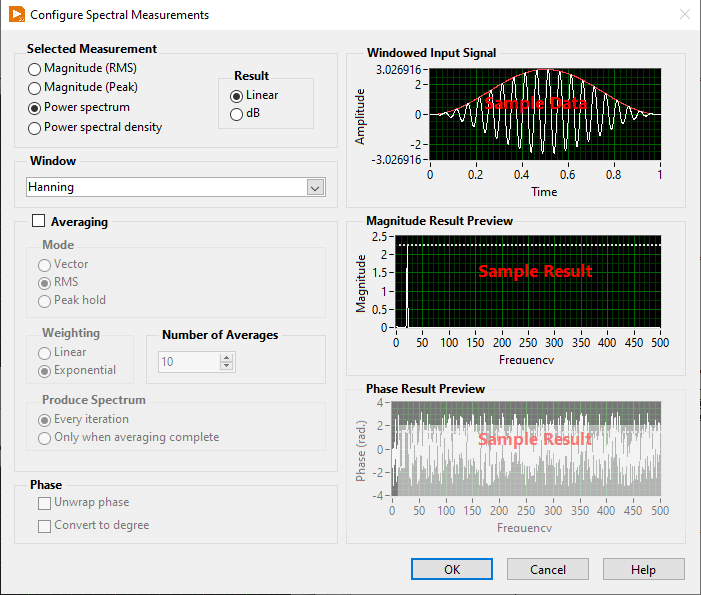 Configure Spectral Measurements
Selected Measurement
Magnitude (RMS)
Magnitude (Peak)
Power spectrum
Power spectral density
Result
Linear
dB
Window
Hanning
Averaging
Mode
Vector
RMS
Peak hold
Weighting
Linear
Exponential
Number of Averages
10
Produce Spectrum
Every iteration
Only when averaging complete
Phase
Unwrap phase
Convert to degree
Windowed Input Signal
3.026916
2
0
-2
-3.026916
Amplitude
Sample Data
0 0.2 0.4 0.6 0.8 1
Time
Magnitude Result Preview
2.5
2
1.5
1
0.5
0
Magnitude
Sample Result
0 50 100 150 200 250 300 350 400 450 500
Frequency
Phase Result Preview
4
2
0
-2
-4
Phase (rad.)
Sample Result
0 50 100 150 200 250 300 350 400 450 500
Frequency
OK Cancel Help